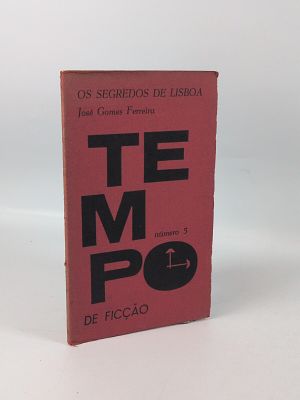 OS SEGREDOS DE LISBOA
José Gomes Ferreira
TE
M
número 5
PO
DE FICÇÃO